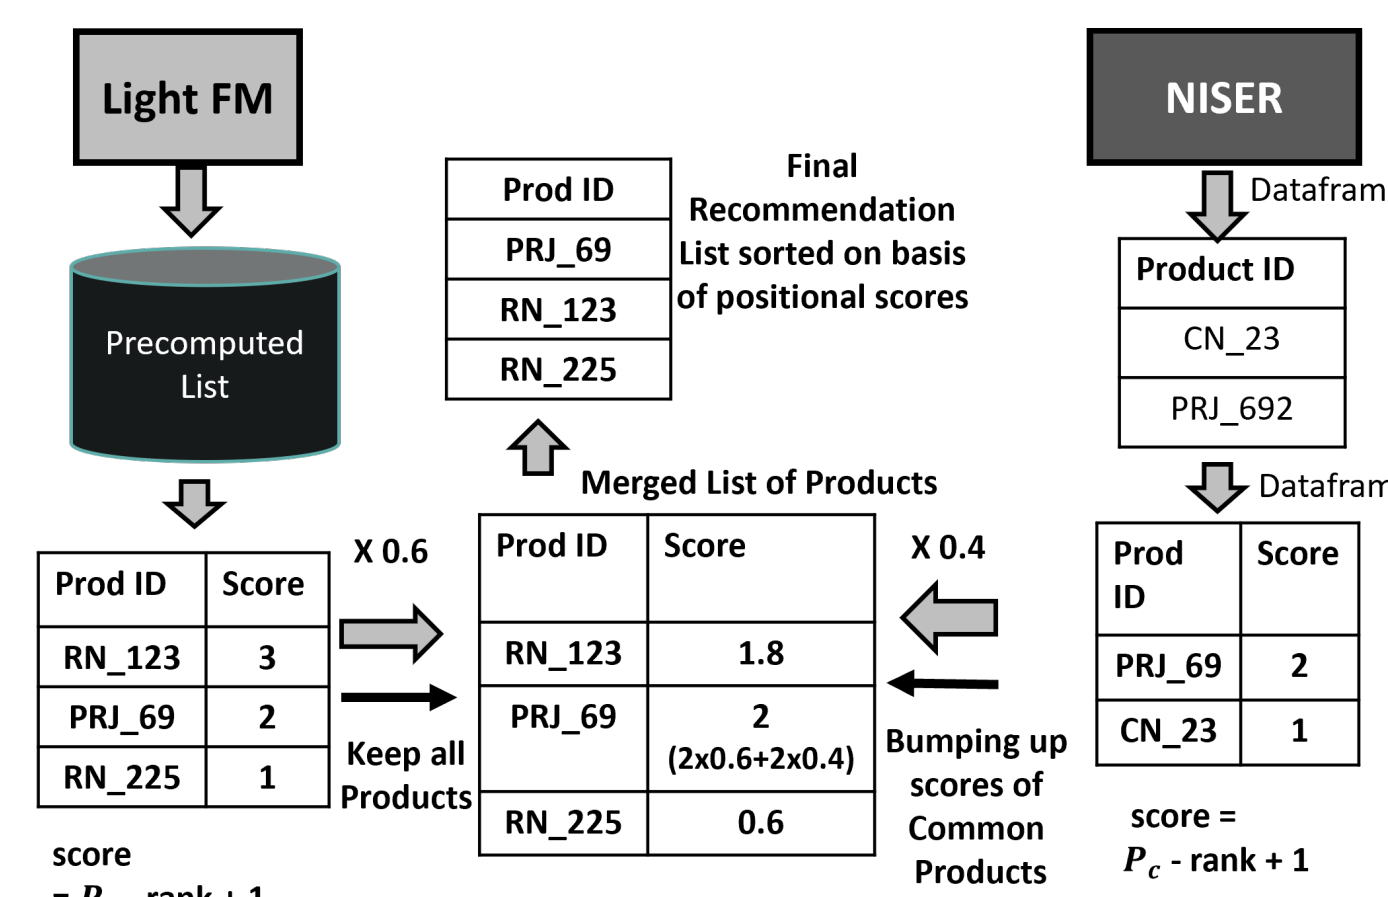 Light FM
Precomputed
List
Prod ID Score
RN_123 3
PRJ_69 2
RN_225 1
score
= P - rank + 1
X 0.6
Keep all
Products
Prod ID
PRJ_69
RN_123
RN_225
Final
Recommendation
List sorted on basis
of positional scores
Merged List of Products
Prod ID Score
RN_123 1.8
PRJ_69 2
(2x0.6+2x0.4)
RN_225 0.6
X 0.4
Bumping up
scores of
Common
Products
NISER
Datafram
Product ID
CN_23
PRJ_692
Datafram
Prod
ID
Score
PRJ_69 2
CN_23 1
score =
P_c - rank + 1